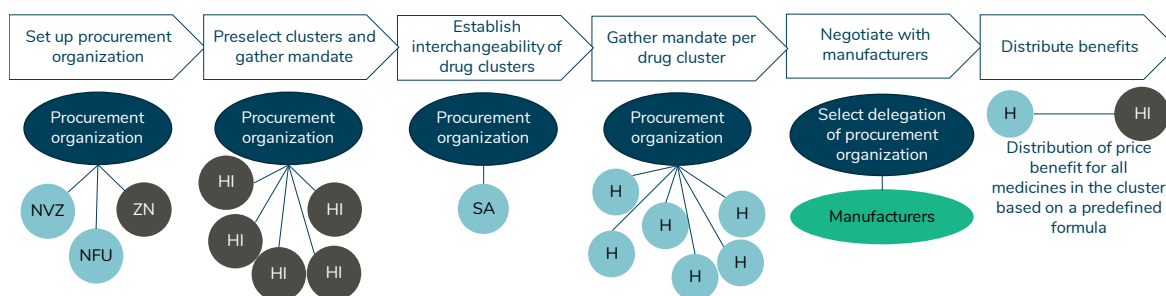 Set up procurement
organization
Preselect clusters and
gather mandate
Establish
interchangeability of
drug clusters
Gather mandate per
drug cluster
Negotiate with
manufacturers
Distribute benefits
Procurement
organization
NVZ
ZN
NFU
Procurement
organization
HI
HI
HI
HI
HI
Procurement
organization
SA
Procurement
organization
H
H
H
H
H
H
Select delegation
of procurement
organization
Manufacturers
H
HI
Distribution of price
benefit for all
medicines in the cluster
based on a predefined
formula